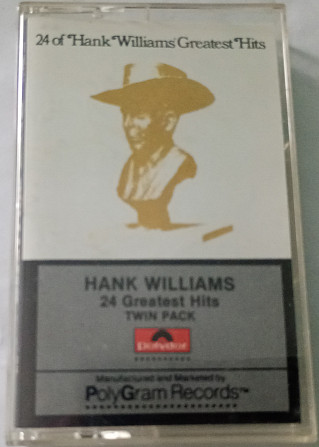 24 of Hank Williams' Greatest Hits
HANK WILLIAMS
24 Greatest Hits
TWIN PACK
Polydor
Manufactured and Marketed by
PolyGram Records™